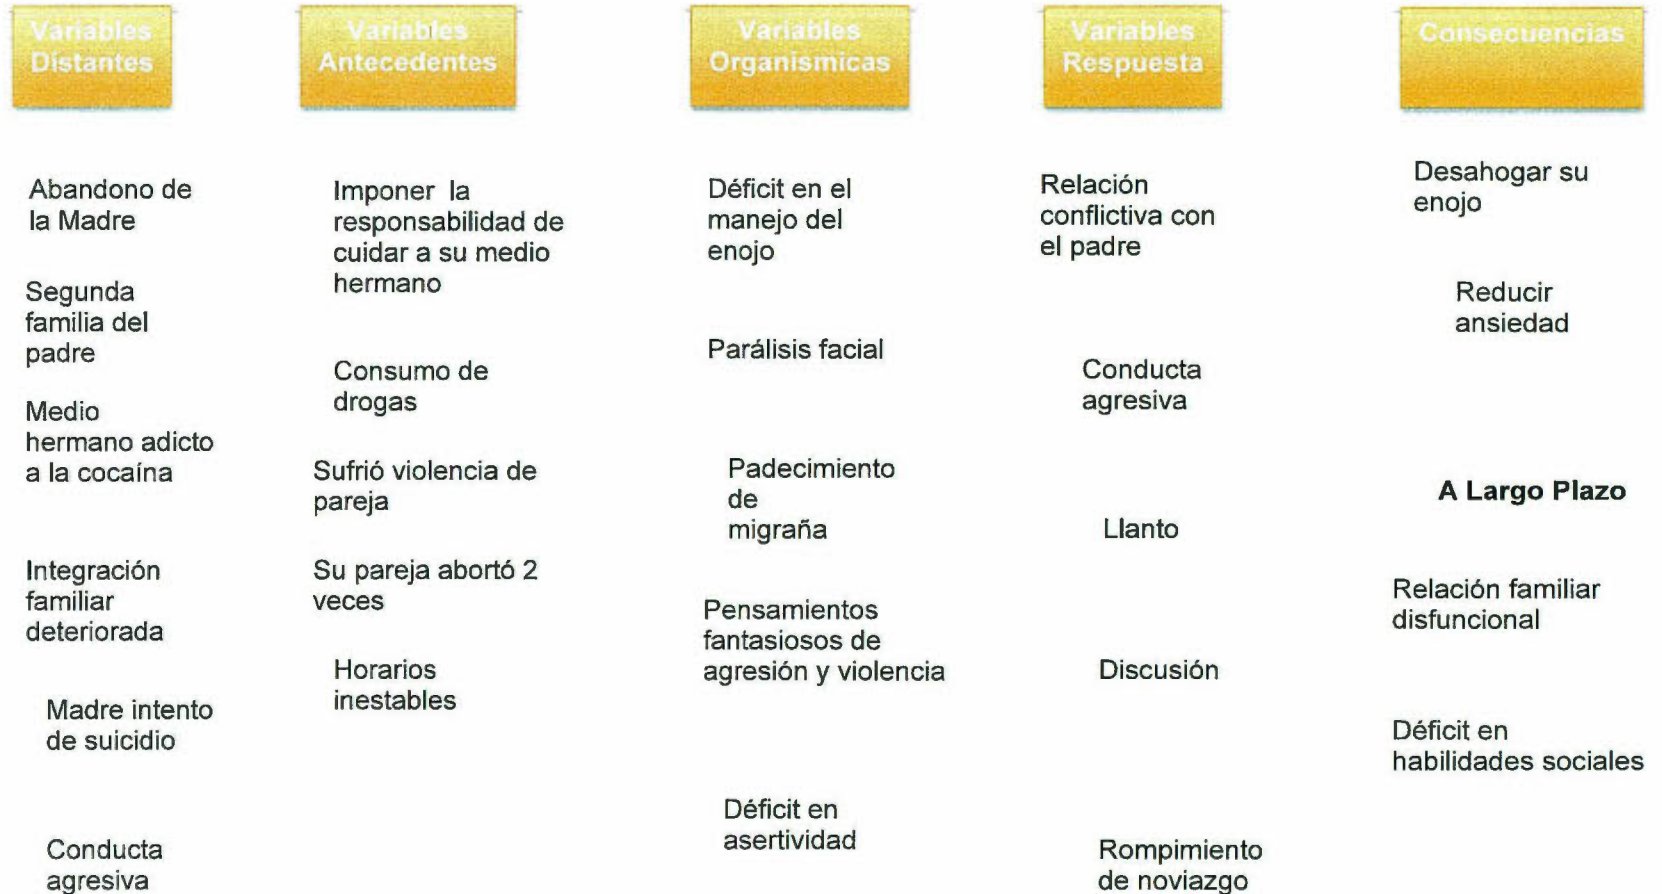 Variables
Distantes
Abandono de
la Madre
Segunda
familia del
padre
Medio
hermano adicto
a la cocaína
Integración
familiar
deteriorada
Madre intento
de suicidio
Conducta
agresiva
Variables
Antecedentes
Imponer la
responsabilidad de
cuidar a su medio
hermano
Consumo de
drogas
Sufrió violencia de
pareja
Su pareja abortó 2
veces
Horarios
inestables
Variables
Organismicas
Déficit en el
manejo del
enojo
Parálisis facial
Padecimiento
de
migraña
Pensamientos
fantasiosos de
agresión y violencia
Déficit en
asertividad
Variables
Respuesta
Relación
conflictiva con
el padre
Conducta
agresiva
Llanto
Discusión
Rompimiento
de noviazgo
Consecuencias
Desahogar su
enojo
Reducir
ansiedad
A Largo Plazo
Relación familiar
disfuncional
Déficit en
habilidades sociales